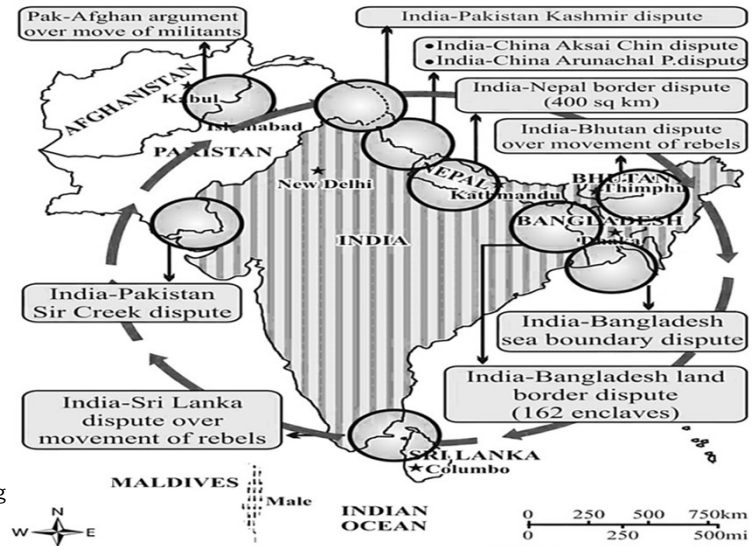 Pak-Afghan argument
over move of militants
India-Pakistan Kashmir dispute
•India-China Aksai Chin dispute
•India-China Arunachal P.dispute
India-Nepal border dispute
(400 sq km)
India-Bhutan dispute
over movement of rebels
AFGHANISTAN
Kabul
Islamabad
PAKISTAN
New Delhi
NEPAL
Kathmandu
BHUTAN
Thimphu
BANGLADESH
Dhaka
INDIA
India-Pakistan
Sir Creek dispute
India-Bangladesh
sea boundary dispute
India-Bangladesh land
border dispute
(162 enclaves)
India-Sri Lanka
dispute over
movement of rebels
SRI LANKA
Columbo
MALDIVES
Male
INDIAN
OCEAN
g
N
W
E
S
0 250 500 750km
0 250 500mi